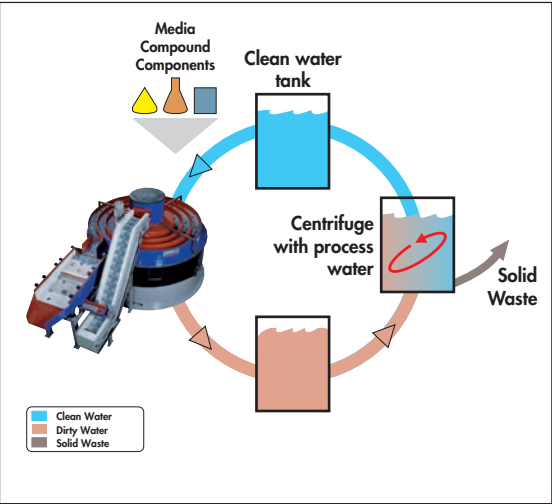 Media
Compound
Components
Clean water
tank
Centrifuge
with process
water
Solid
Waste
Clean Water
Dirty Water
Solid Waste